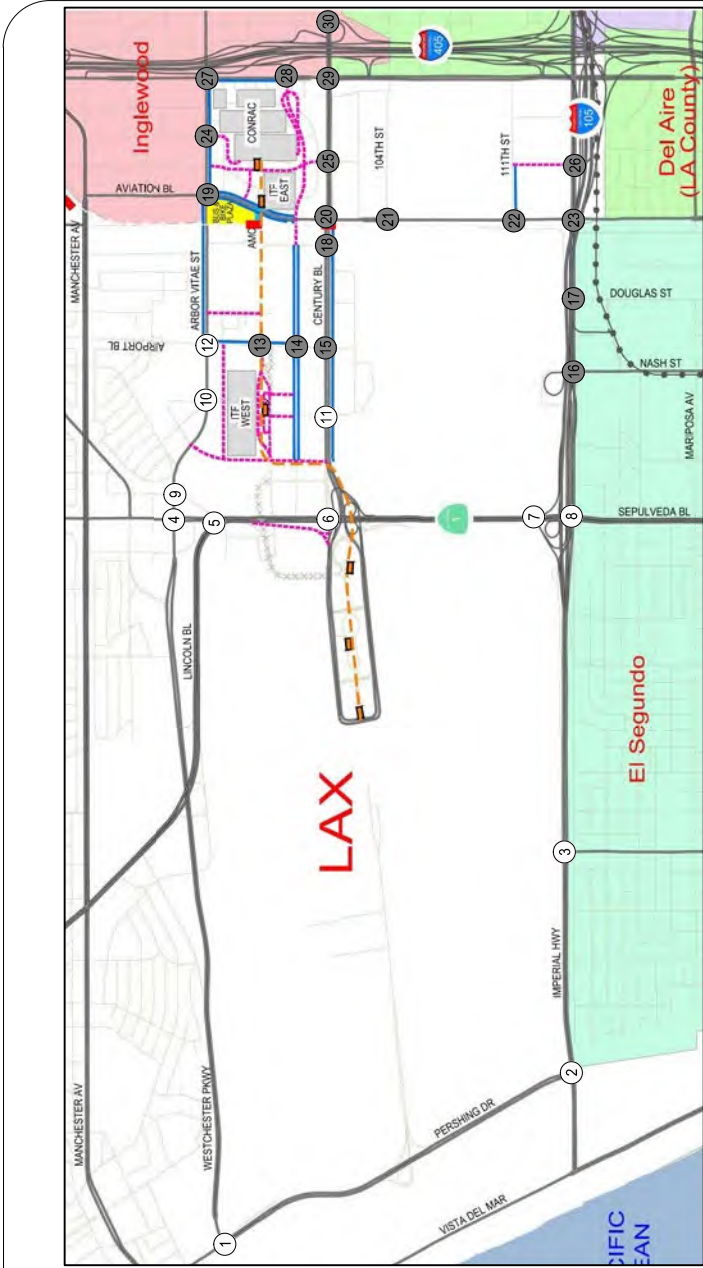 Inglewood
MANCHESTER AV
AVIATION BL
ARBOR VITAE ST
AIRPORT BL
BUS
BIKE
PLAZA
AMC
CONRAC
ITF
EAST
ITF
WEST
CENTURY BL
104TH ST
111TH ST
405
105
Del Aire
(LA County)
DOUGLAS ST
NASH ST
MARIPOSA AV
SEPULVEDA BL
1
LINCOLN BL
WESTCHESTER PKWY
MANCHESTER AV
LAX
El Segundo
IMPERIAL HWY
PERSHING DR
VISTA DEL MAR
CIFIC
EAN
1
2
3
4
5
6
7
8
9
10
11
12
13
14
15
16
17
18
19
20
21
22
23
24
25
26
27
28
29
30